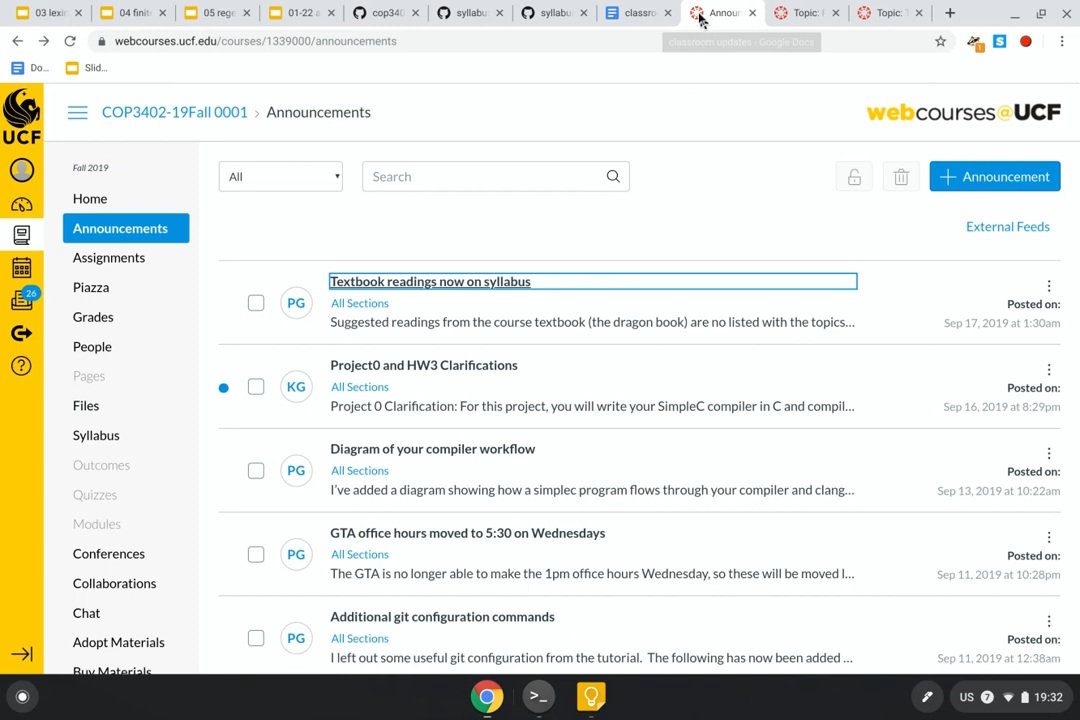 03 lexin
04 finite
05 rege
01-22 a
cop340
syllabu
syllabu
classro
Annour
Topic: F
Topic: T
webcourses.ucf.edu/courses/1339000/announcements
classroom updates - Google Docs
1
Do...
Slid...
UCF
COP3402-19Fall 0001 › Announcements
webcourses@UCF
Fall 2019
All
Search
Announcement
Home
External Feeds
Announcements
Assignments
Piazza
Grades
People
Pages
Files
Syllabus
Outcomes
Quizzes
Modules
Conferences
Collaborations
Chat
Adopt Materials
Buy Materials
26
Textbook readings now on syllabus
PG
All Sections
Posted on:
Suggested readings from the course textbook (the dragon book) are no listed with the topics...
Sep 17, 2019 at 1:30am
Project0 and HW3 Clarifications
KG
All Sections
Posted on:
Project 0 Clarification: For this project, you will write your SimpleC compiler in C and compil...
Sep 16, 2019 at 8:29pm
Diagram of your compiler workflow
PG
All Sections
Posted on:
I've added a diagram showing how a simplec program flows through your compiler and clang...
Sep 13, 2019 at 10:22am
GTA office hours moved to 5:30 on Wednesdays
PG
All Sections
Posted on:
The GTA is no longer able to make the 1pm office hours Wednesday, so these will be moved l...
Sep 11, 2019 at 10:28pm
Additional git configuration commands
PG
All Sections
Posted on:
I left out some useful git configuration from the tutorial. The following has now been added ...
Sep 11, 2019 at 12:38am
US
7
19:32